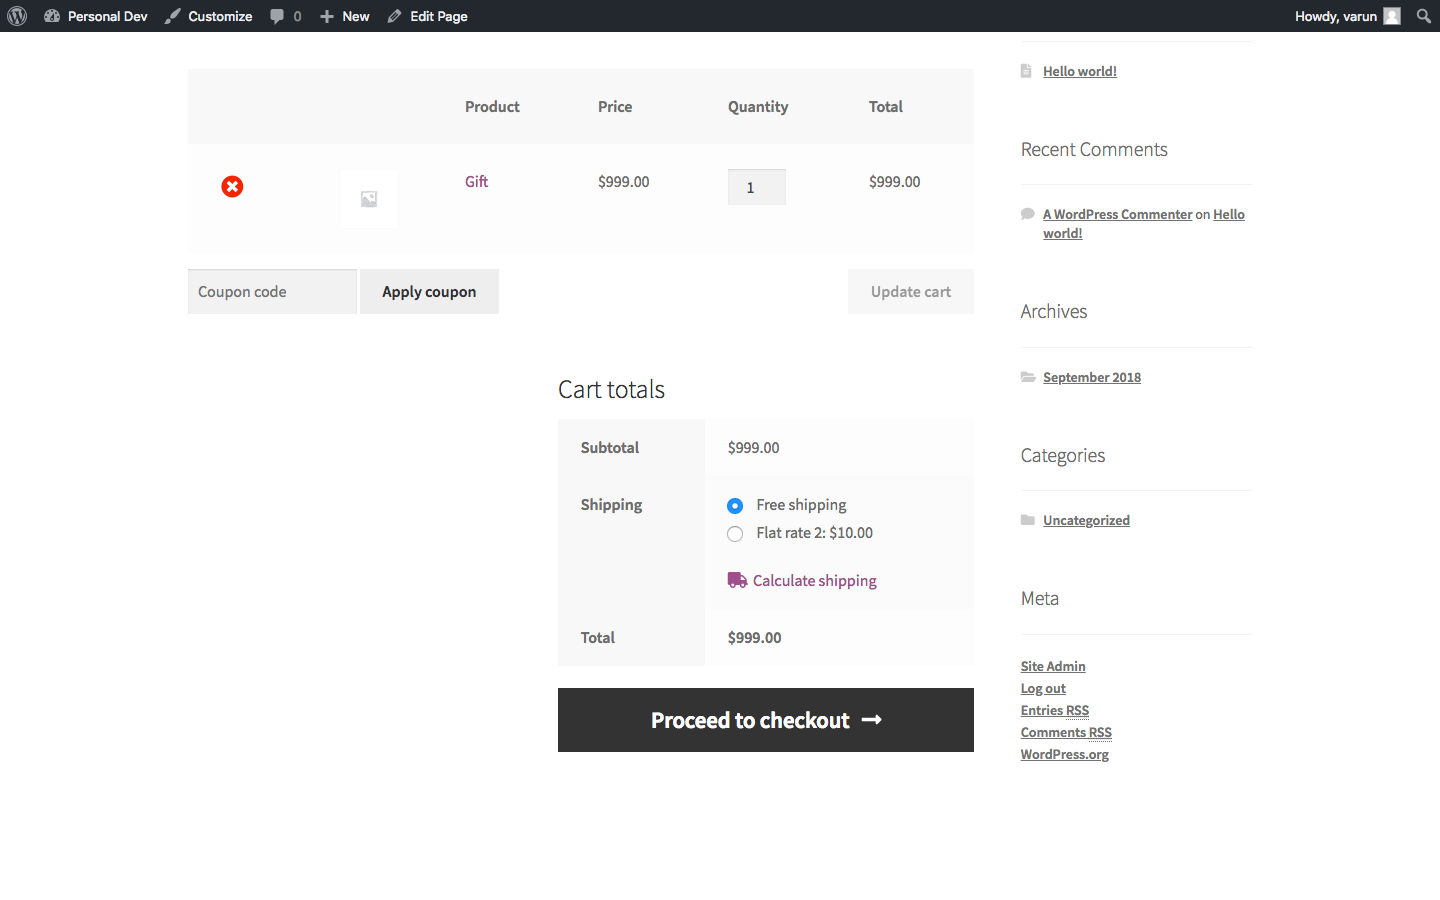 Personal Dev Customize 0 New Edit Page Howdy, varun
Product Price Quantity Total
Gift $999.00 1 $999.00
Coupon code Apply coupon Update cart
Cart totals
Subtotal $999.00
Shipping Free shipping
Flat rate 2: $10.00
Calculate shipping
Total $999.00
Proceed to checkout
Hello world!
Recent Comments
A WordPress Commenter on Hello
world!
Archives
September 2018
Categories
Uncategorized
Meta
Site Admin
Log out
Entries RSS
Comments RSS
WordPress.org